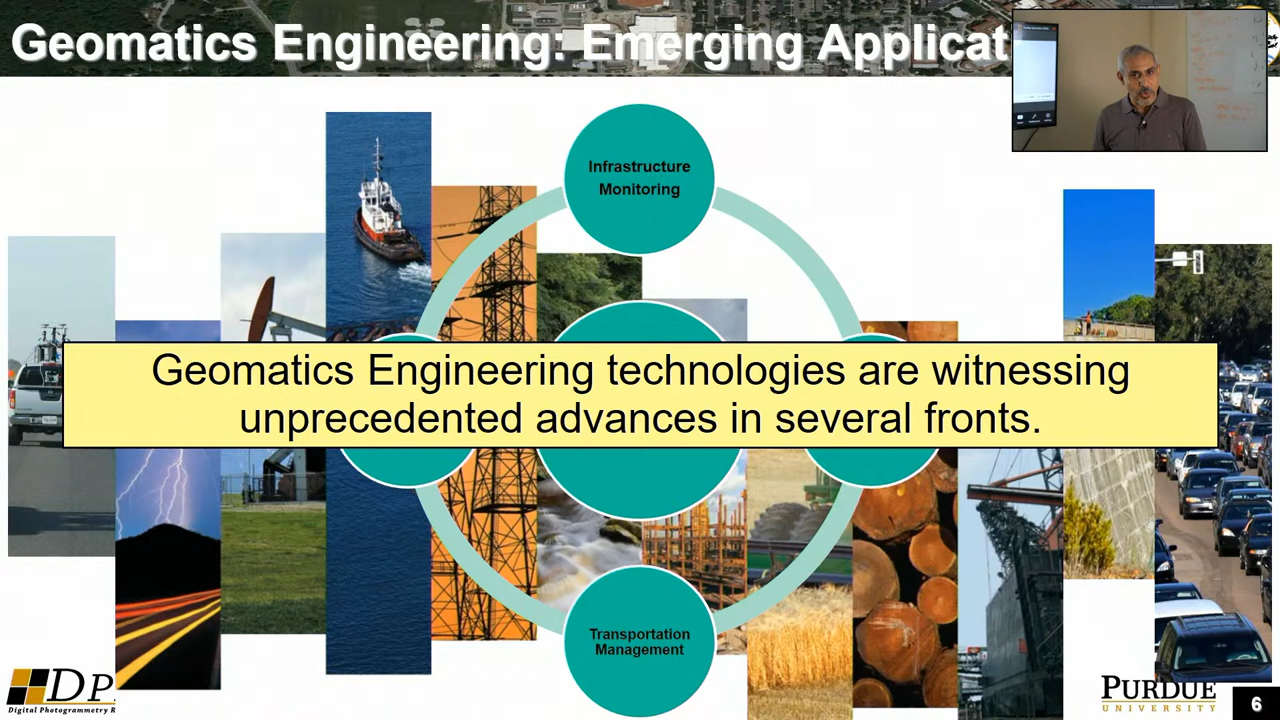 Geomatics Engineering: Emerging Applicat
Infrastructure
Monitoring
Geomatics Engineering technologies are witnessing
unprecedented advances in several fronts.
Transportation
Management
DP
Digital Photogrammetry R
PURDUE
UNIVERSITY
6